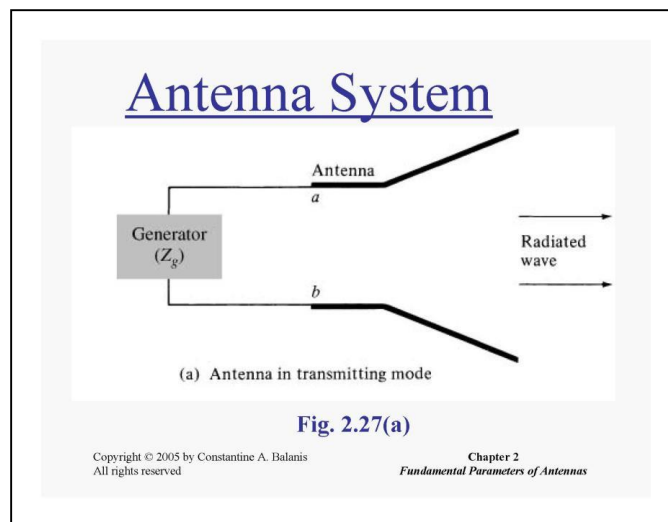 Antenna System
Antenna
a
Generator
(Zg)
Radiated
wave
b
(a) Antenna in transmitting mode
Fig. 2.27(a)
Copyright © 2005 by Constantine A. Balanis
All rights reserved
Chapter 2
Fundamental Parameters of Antennas